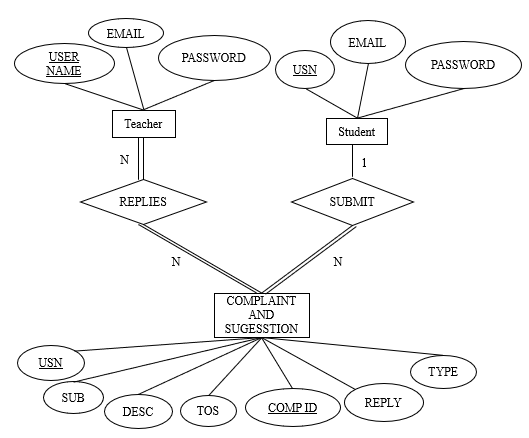 EMAIL
USER
NAME
PASSWORD
EMAIL
USN
PASSWORD
Teacher
Student
N
1
REPLIES
SUBMIT
N
N
COMPLAINT
AND
SUGESSTION
USN
SUB
DESC
TOS
COMP ID
REPLY
TYPE